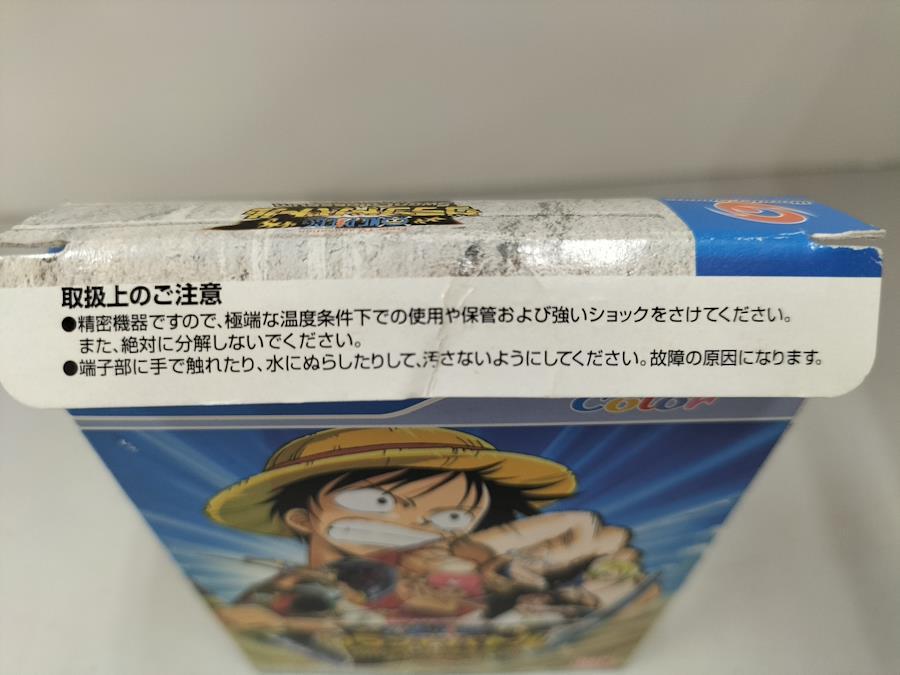 取扱上のご注意
●精密機器ですので、極端な温度条件下での使用や保管および強いショックをさけてください。
また、絶対に分解しないでください。
●端子部に手で触れたり、水にぬらしたりして、汚さないようにしてください。故障の原因になります。
COLOR